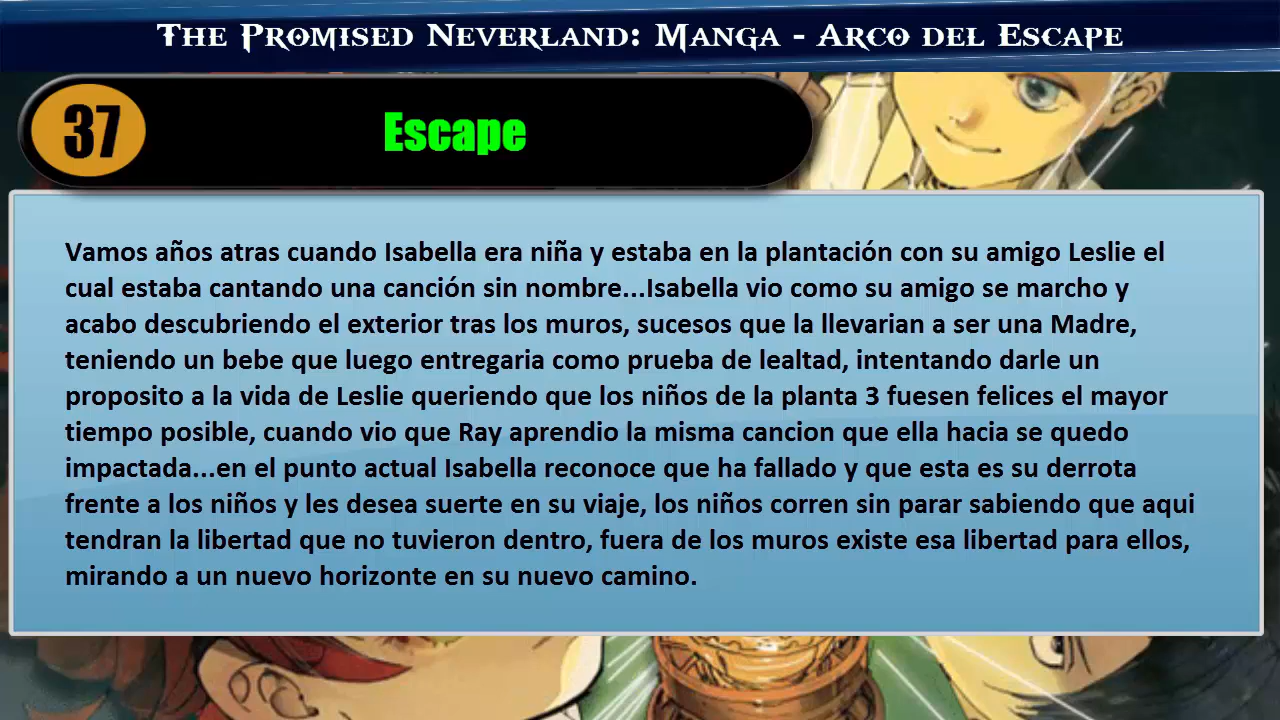 The Promised Neverland: Manga - Arco del Escape
37
Escape
Vamos años atras cuando Isabella era niña y estaba en la plantación con su amigo Leslie el
cual estaba cantando una canción sin nombre...Isabella vio como su amigo se marcho y
acabo descubriendo el exterior tras los muros, sucesos que la llevarian a ser una Madre,
teniendo un bebe que luego entregaria como prueba de lealtad, intentando darle un
proposito a la vida de Leslie queriendo que los niños de la planta 3 fuesen felices el mayor
tiempo posible, cuando vio que Ray aprendio la misma cancion que ella hacia se quedo
impactada...en el punto actual Isabella reconoce que ha fallado y que esta es su derrota
frente a los niños y les desea suerte en su viaje, los niños corren sin parar sabiendo que aqui
tendran la libertad que no tuvieron dentro, fuera de los muros existe esa libertad para ellos,
mirando a un nuevo horizonte en su nuevo camino.